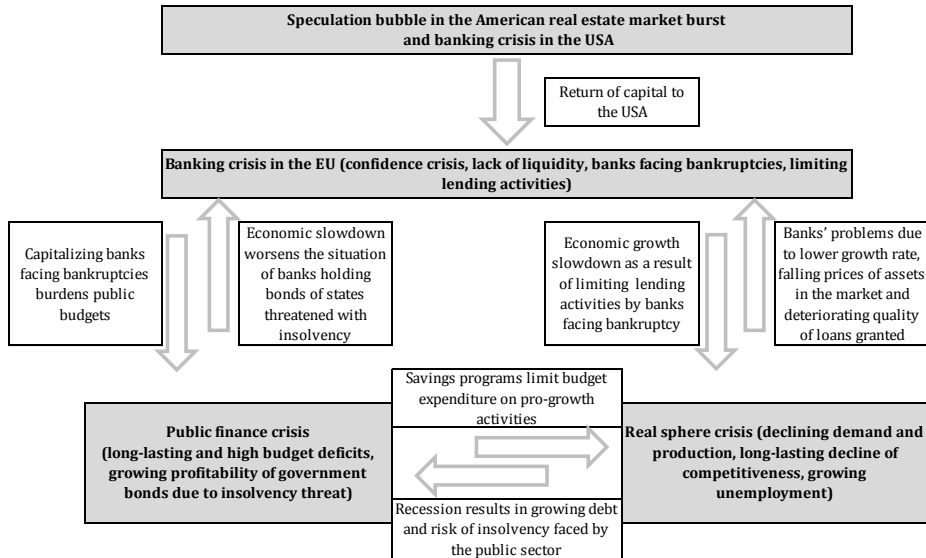 Speculation bubble in the American real estate market burst
and banking crisis in the USA
Return of capital to
the USA
Banking crisis in the EU (confidence crisis, lack of liquidity, banks facing bankruptcies, limiting
lending activities)
Capitalizing banks
facing bankruptcies
burdens public
budgets
Economic slowdown
worsens the situation
of banks holding
bonds of states
threatened with
insolvency
Economic growth
slowdown as a result
of limiting lending
activities by banks
facing bankruptcy
Banks’ problems due
to lower growth rate,
falling prices of assets
in the market and
deteriorating quality
of loans granted
Savings programs limit budget
expenditure on pro-growth
activities
Public finance crisis
(long-lasting and high budget deficits,
growing profitability of government
bonds due to insolvency threat)
Real sphere crisis (declining demand and
production, long-lasting decline of
competitiveness, growing
unemployment)
Recession results in growing debt
and risk of insolvency faced by
the public sector